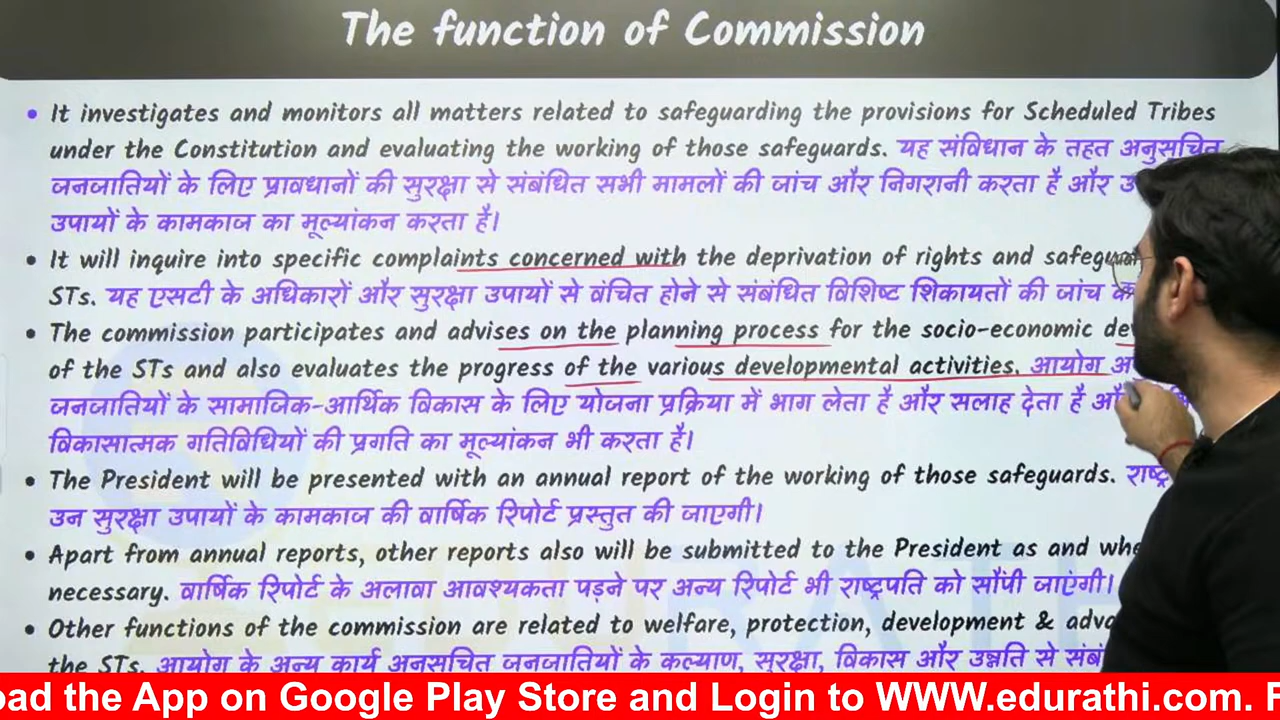 The function of Commission
• It investigates and monitors all matters related to safeguarding the provisions for Scheduled Tribes
under the Constitution and evaluating the working of those safeguards. यह संविधान के तहत अनुसूचित
जनजातियों के लिए प्रावधानों की सुरक्षा से संबंधित सभी मामलों की जांच और निगरानी करता है और
उपायों के कामकाज का मूल्यांकन करता है।
• It will inquire into specific complaints concerned with the deprivation of rights and
STs. यह एसटी के अधिकारों और सुरक्षा उपायों से वंचित होने से संबंधित विशिष्ट शिकायतों की जांच
• The commission participates and advises on the planning process for the socio-economic
of the STs and also evaluates the progress of the various developmental activities. आयोग
जनजातियों के सामाजिक-आर्थिक विकास के लिए योजना प्रक्रिया में भाग लेता है और सलाह देता है
विकासात्मक गतिविधियों की प्रगति का मूल्यांकन भी करता है।
• The President will be presented with an annual report of the working of those safeguards.
उन सुरक्षा उपायों के कामकाज की वार्षिक रिपोर्ट प्रस्तुत की जाएगी।
• Apart from annual reports, other reports also will be submitted to the President as and
necessary. वार्षिक रिपोर्ट के अलावा आवश्यकता पड़ने पर अन्य रिपोर्ट भी राष्ट्रपति को सौंपी जाएंगी।
• Other functions of the commission are related to welfare, protection, development &
the STs. आयोग के अन्य कार्य अनुसूचित जनजातियों के कल्याण, सुरक्षा, विकास और उन्नति से
oad the App on Google Play Store and Login to WWW.edurathi.com. F